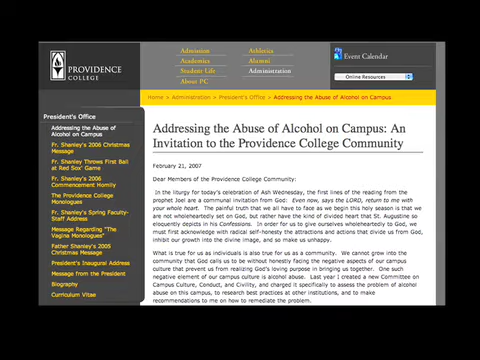 PROVIDENCE
COLLEGE
Admission
Academics
Student Life
About PC
Athletics
Alumni
Administration
Event Calendar
Online Resources
Home > Administration > President's Office > Addressing the Abuse of Alcohol on Campus
President's Office
Addressing the Abuse of
Alcohol on Campus
Fr. Shanley's 2006 Christmas
Message
Fr. Shanley Throws First Ball
at Red Sox' Game
Fr. Shanley's 2006
Commencement Homily
The Providence College
Monologues
Fr. Shanley's Spring Faculty-
Staff Address
Message Regarding "The
Vagina Monologues"
Father Shanley's 2005
Christmas Message
President's Inaugural Address
Message from the President
Biography
Curriculum Vitae
Addressing the Abuse of Alcohol on Campus: An
Invitation to the Providence College Community
February 21, 2007
Dear Members of the Providence College Community:
In the liturgy for today's celebration of Ash Wednesday, the first lines of the reading from the
prophet Joel are a communal invitation from God: Even now, says the LORD, return to me with
your whole heart. The painful truth that we all have to face as we begin this holy season is that we
are not wholeheartedly set on God, but rather have the kind of divided heart that St. Augustine so
eloquently depicts in his Confessions. In order for us to give ourselves wholeheartedly to God, we
must first acknowledge with radical self-honesty the attractions and actions that divide us from God,
inhibit our growth into the divine image, and so make us unhappy.
What is true for us as individuals is also true for us as a community. We cannot grow into the
community that God calls us to be without honestly facing the negative aspects of our campus
culture that prevent us from realizing God's loving purpose in bringing us together. One such
negative element of our campus culture is alcohol abuse. Last year I created a new Committee on
Campus Culture, Conduct, and Civility, and charged it specifically to assess the problem of alcohol
abuse on this campus, to research best practices at other institutions, and to make
recommendations to me on how to remediate the problem.